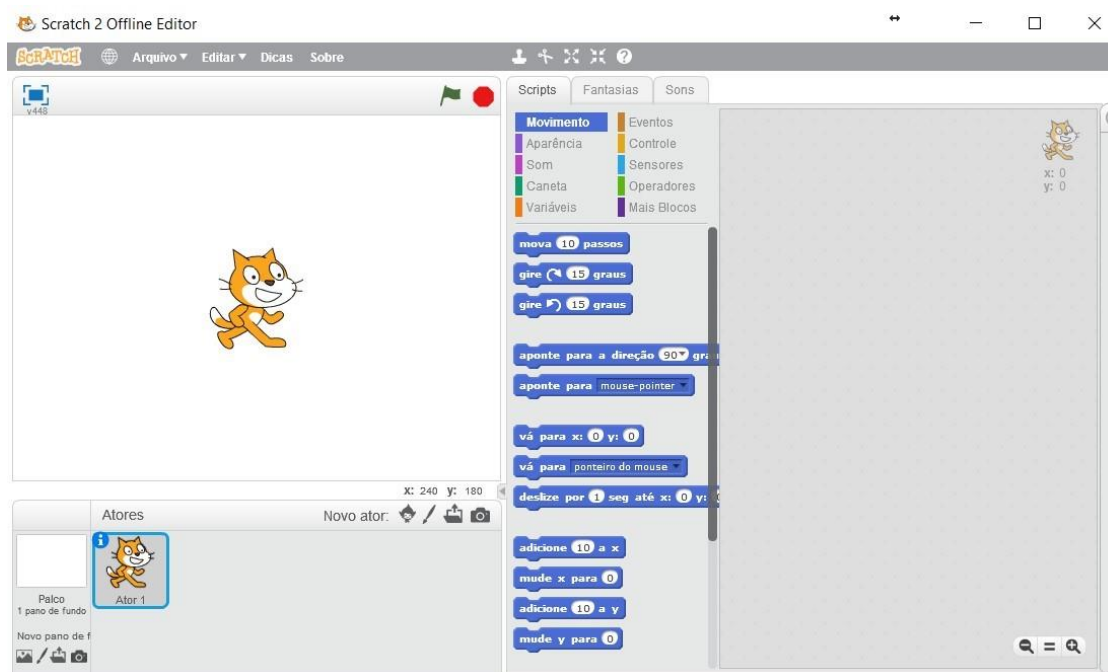 Scratch 2 Offline Editor
SCRATCH Arquivo Editar Dicas Sobre
v448
Scripts Fantasias Sons
Movimento Eventos
Aparência Controle
Som Sensores
Caneta Operadores
Variáveis Mais Blocos
x: 0
y: 0
mova 10 passos
gire 15 graus
gire 15 graus
aponte para a direção 90
aponte para mouse-pointer
vá para x: 0 y: 0
vá para ponteiro do mouse
deslize por 1 seg até x: 0 y:
adicione 10 a x
mude x para 0
adicione 10 a y
mude y para 0
X: 240 y: 180
Atores Novo ator:
Palco
1 pano de fundo
Ator 1
Novo pano de f